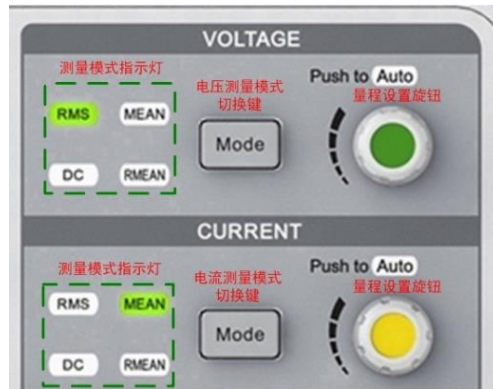 VOLTAGE
测量模式指示灯
电压测量模式
切换键
Push to Auto
量程设置旋钮
RMS
MEAN
Mode
DC
RMEAN
CURRENT
测量模式指示灯
电流测量模式
切换键
Push to Auto
量程设置旋钮
RMS
MEAN
Mode
DC
RMEAN